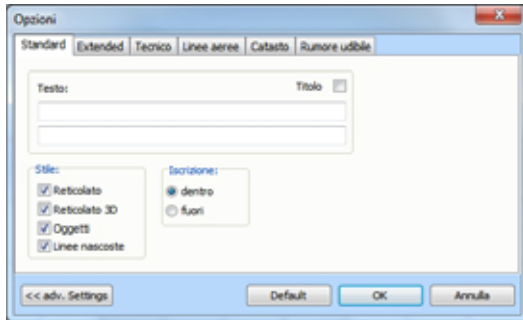 Opzioni
Standard Extended Tecnico Linee aeree Catasto Rumore udibile
Testo: Titolo
Stile: Iscrizione:
Reticolato dentro
Reticolato 3D fuori
Oggetti
Linee nascoste
<< adv. Settings Default OK Annulla